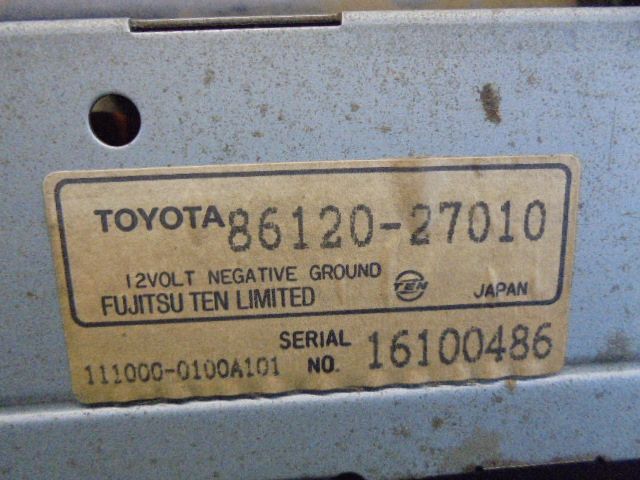 TOYOTA 86120-27010
12VOLT NEGATIVE GROUND
FUJITSU TEN LIMITED TEN JAPAN
111000-0100A101 SERIAL NO. 16100486